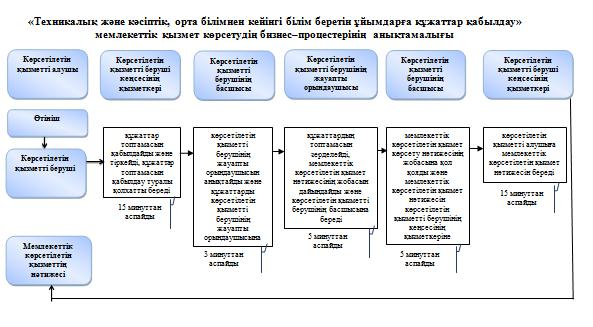 «Техникалық және кәсіптік, орта білімнен кейінгі білім беретін ұйымдарға құжаттар қабылдау»
мемлекеттік қызмет көрсетудің бизнес–процестерінің анықтамалығы
Көрсетілетін
қызметті алушы
Көрсетілетін
қызметті беруші
кеңсесінің
қызметкері
Көрсетілетін
қызметті
берушінің
басшысы
Көрсетілетін
қызметті берушінің
жауапты
орындаушысы
Көрсетілетін
қызметті
берушінің
басшысы
Көрсетілетін
қызметті беруші
кеңсесінің
қызметкері
Өтініш
Көрсетілетін
қызметті беруші
құжаттар
топтамасын
қабылдайды және
тіркейді, құжаттар
топтамасын
қабылдау туралы
қолхатты береді
15 минуттан
аспайды
көрсетілетін
қызметті
берушінің
жауапты
орындаушысын
анықтайды және
құжаттарды
көрсетілетін
қызметті
берушінің
жауапты
орындаушысына
3 минуттан
аспайды
құжаттардың
топтамасын
зерделейді,
мемлекеттік
көрсетілетін қызмет
нәтижесінің жобасын
дайындайды және
көрсетілетін қызметті
берушінің басшысына
береді
5 минуттан
аспайды
мемлекеттік
көрсетілетін қызмет
көрсету нәтижесінің
жобасына қол
қояды және
мемлекеттік
көрсетілетін қызмет
нәтижесін
көрсетілетін
қызметті берушінің
кеңсесінің
қызметкеріне
5 минуттан
аспайды
көрсетілетін
қызметті алушыға
мемлекеттік
көрсетілетін қызмет
нәтижесін береді
15 минуттан
аспайды
Мемлекеттік
көрсетілетін
қызметтің
нәтижесі